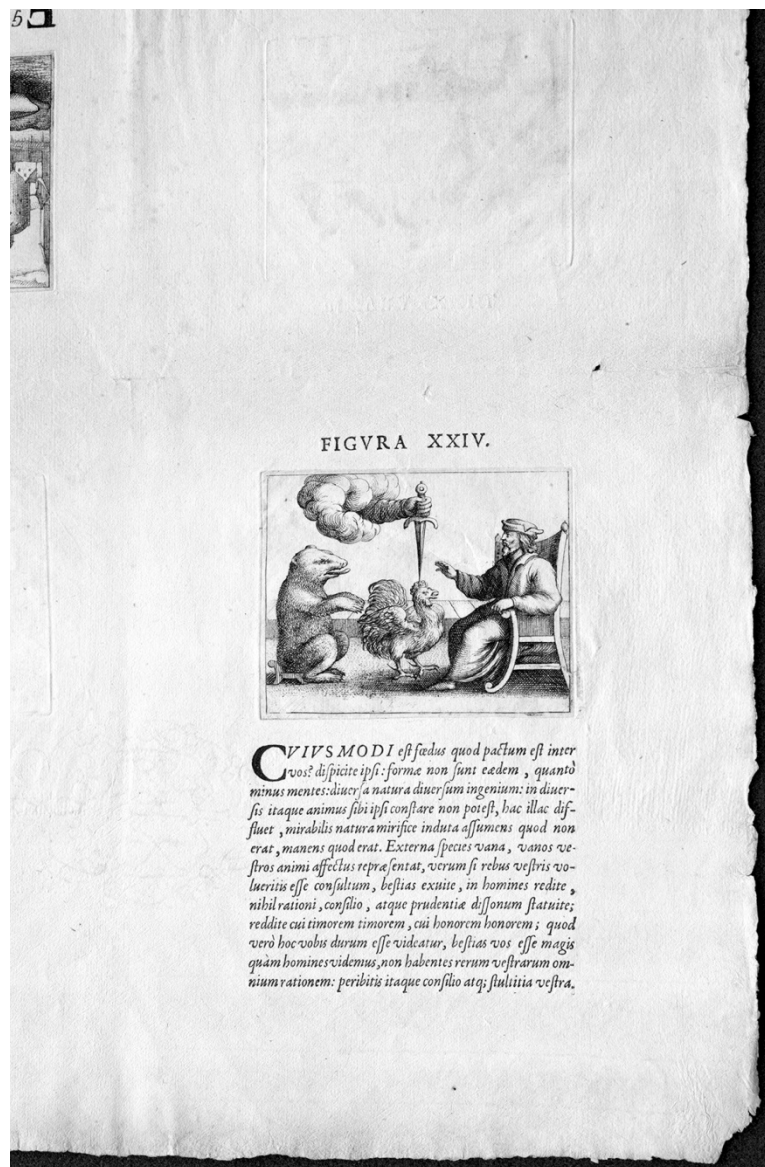 5
FIGVRA XXIV.
CVIVSMODI eſt fœdus quod pactum eſt inter
vos? diſpicite ipſi: formæ non ſunt eædem, quantò
minus mentes: diuerſa natura diuerſum ingenium: in diuer-
ſis itaque animus ſibi ipſi conſtare non poteſt, hac illac dif-
fluet, mirabilis natura mirifice induta aſſumens quod non
erat, manens quod erat. Externa ſpecies vana, vanos ve-
ſtros animi affectus repræſentat, verum ſi rebus veſtris vo-
lueritis eſſe conſultum, beſtias exuite, in homines redite,
nihil rationi, conſilio, atque prudentiæ diſſonum ſtatuite;
reddite cui timorem timorem, cui honorem honorem; quod
verò hoc vobis durum eſſe videatur, beſtias vos eſſe magis
quàm homines videmus, non habentes rerum veſtrarum om-
nium rationem: peribitis itaque conſilio atq; ſtultitia veſtra.